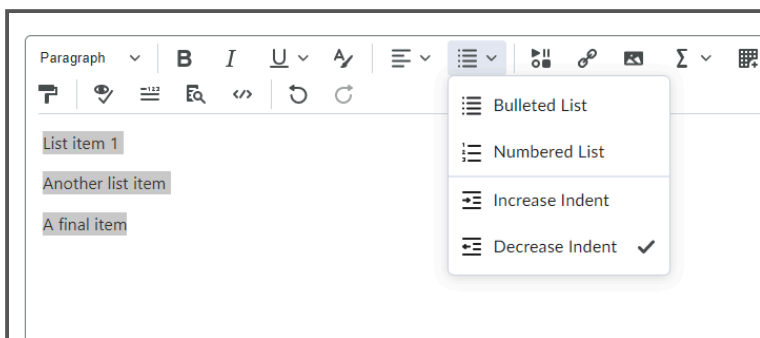 Paragraph
List item 1
Another list item
A final item
Bulleted List
Numbered List
Increase Indent
Decrease Indent